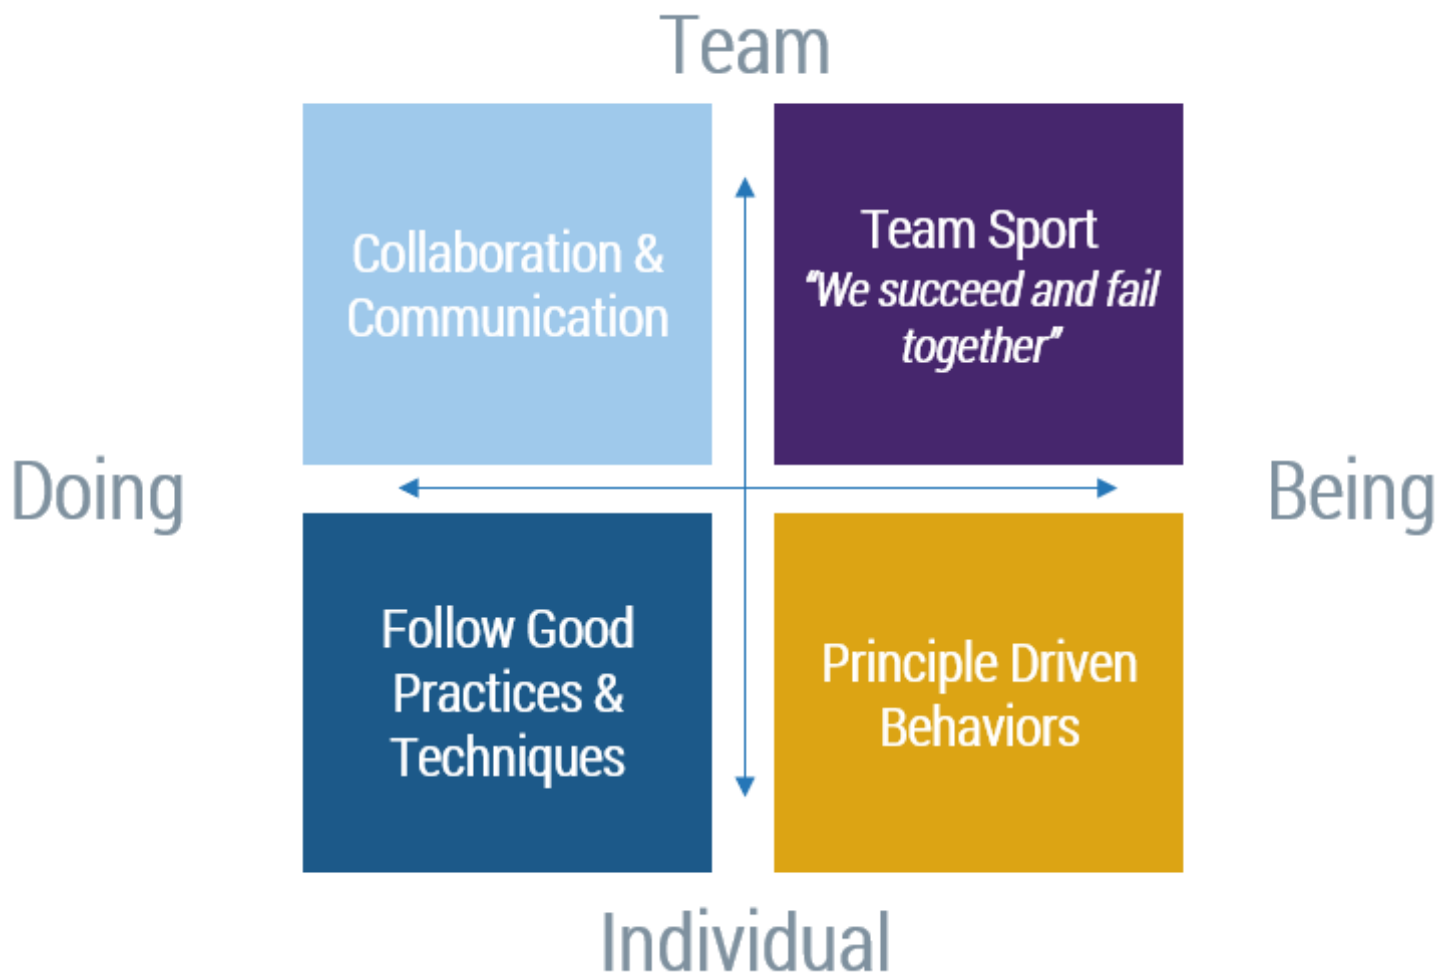 Team
Collaboration &
Communication
Team Sport
"We succeed and fail
together"
Doing
Being
Follow Good
Practices &
Techniques
Principle Driven
Behaviors
Individual